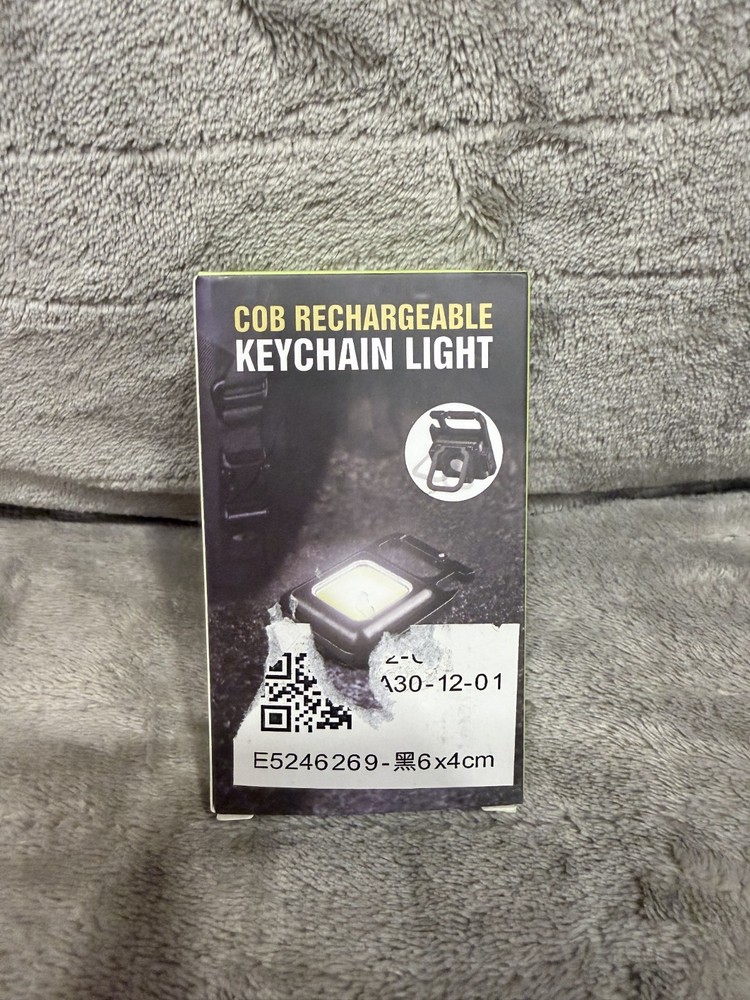 COB RECHARGEABLE
KEYCHAIN LIGHT
A30-12-01
E5246269-黑6x4cm